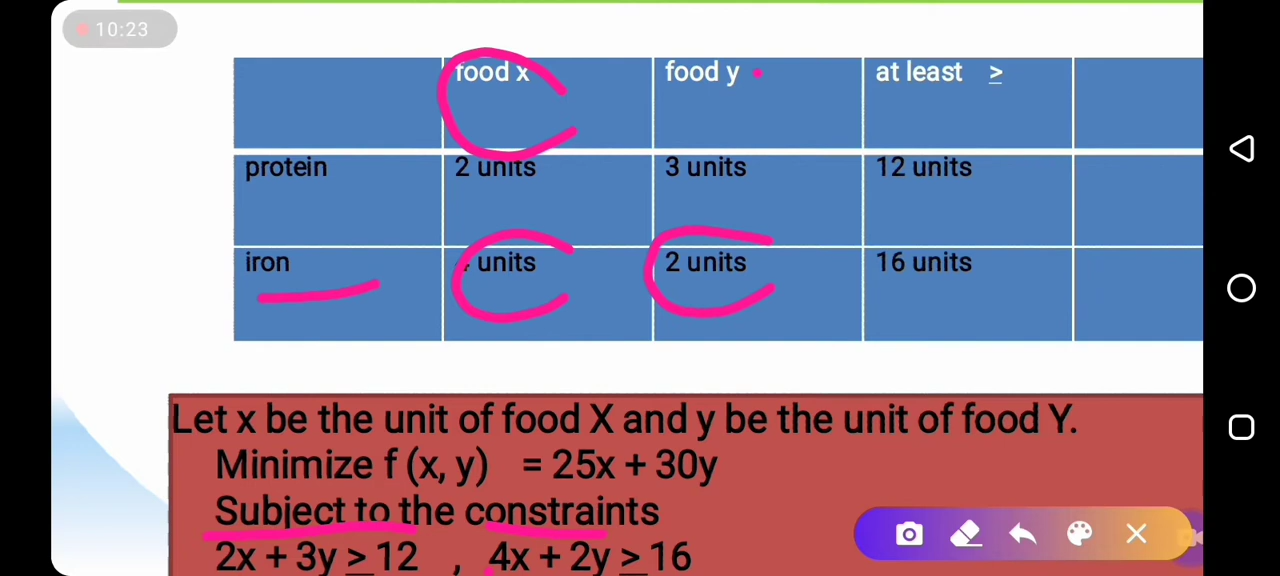 10:23
food x food y at least ≥
protein 2 units 3 units 12 units
iron 4 units 2 units 16 units
Let x be the unit of food X and y be the unit of food Y.
Minimize f (x, y) = 25x + 30y
Subject to the constraints
2x + 3y ≥ 12 , 4x + 2y ≥ 16